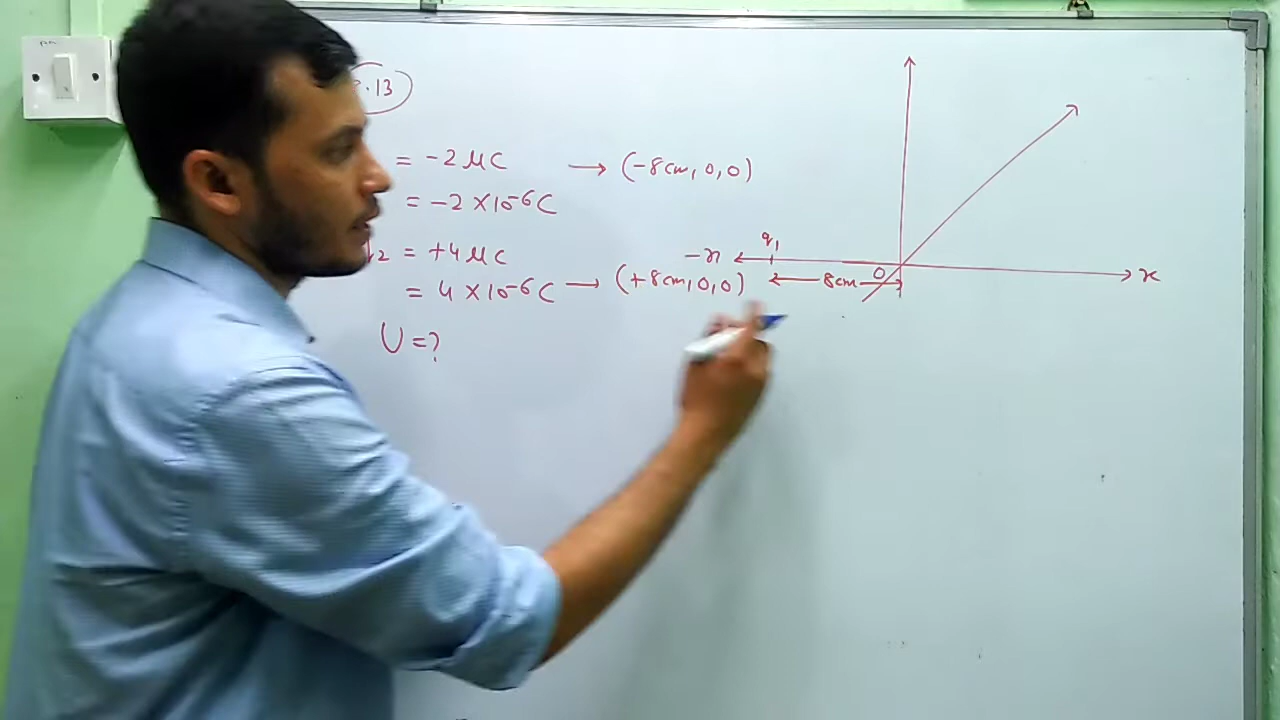 .13
= -2 μC → (-8cm, 0, 0)
= -2 × 10⁻⁶ C
2 = +4 μC
= 4 × 10⁻⁶ C → (+8cm, 0, 0)
U = ?
q₁
-x
8cm
O
x